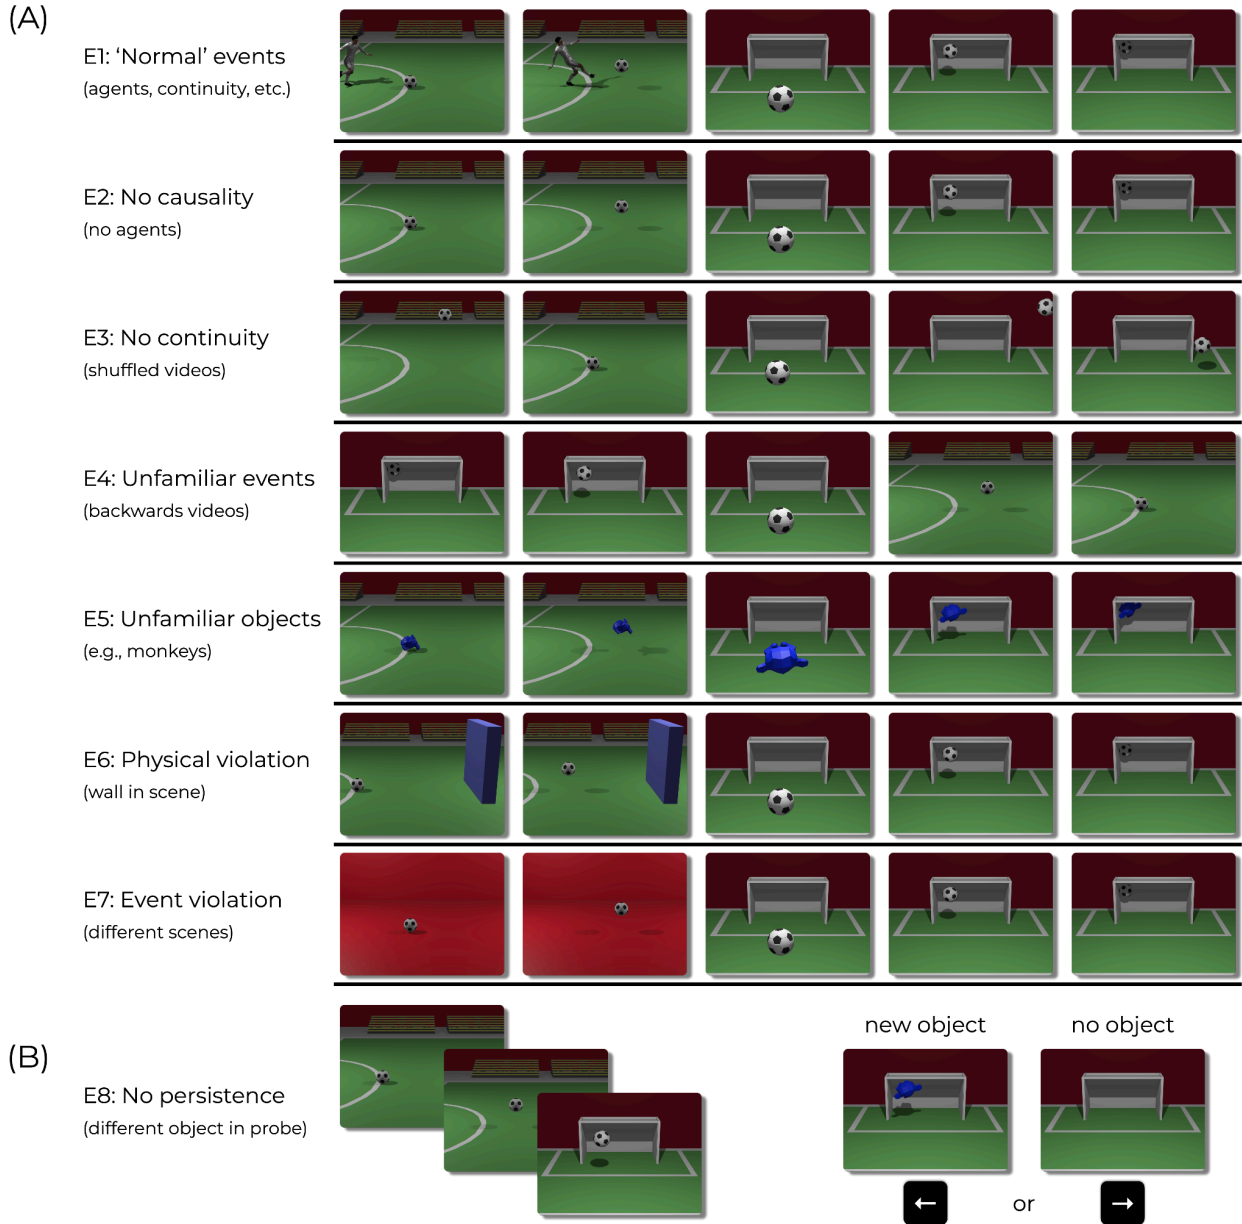 (A)
E1: ‘Normal’ events
(agents, continuity, etc.)
E2: No causality
(no agents)
E3: No continuity
(shuffled videos)
E4: Unfamiliar events
(backwards videos)
E5: Unfamiliar objects
(e.g., monkeys)
E6: Physical violation
(wall in scene)
E7: Event violation
(different scenes)
(B)
E8: No persistence
(different object in probe)
new object
no object
← or →